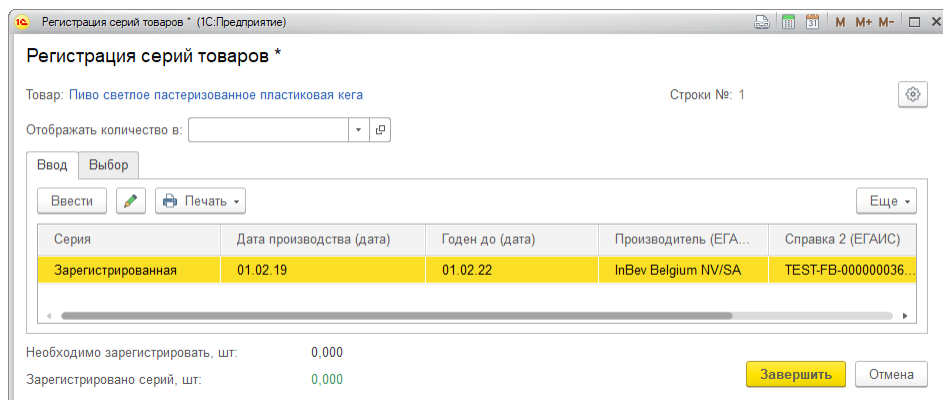 1С Регистрация серий товаров * (1С:Предприятие) 31 M M+ M-
Регистрация серий товаров *
Товар: Пиво светлое пастеризованное пластиковая кега Строки №: 1
Отображать количество в:
Ввод Выбор
Ввести Печать Еще
Серия Дата производства (дата) Годен до (дата) Производитель (ЕГА... Справка 2 (ЕГАИС)
Зарегистрированная 01.02.19 01.02.22 InBev Belgium NV/SA TEST-FB-000000036...
Необходимо зарегистрировать, шт: 0,000
Зарегистрировано серий, шт: 0,000 Завершить Отмена